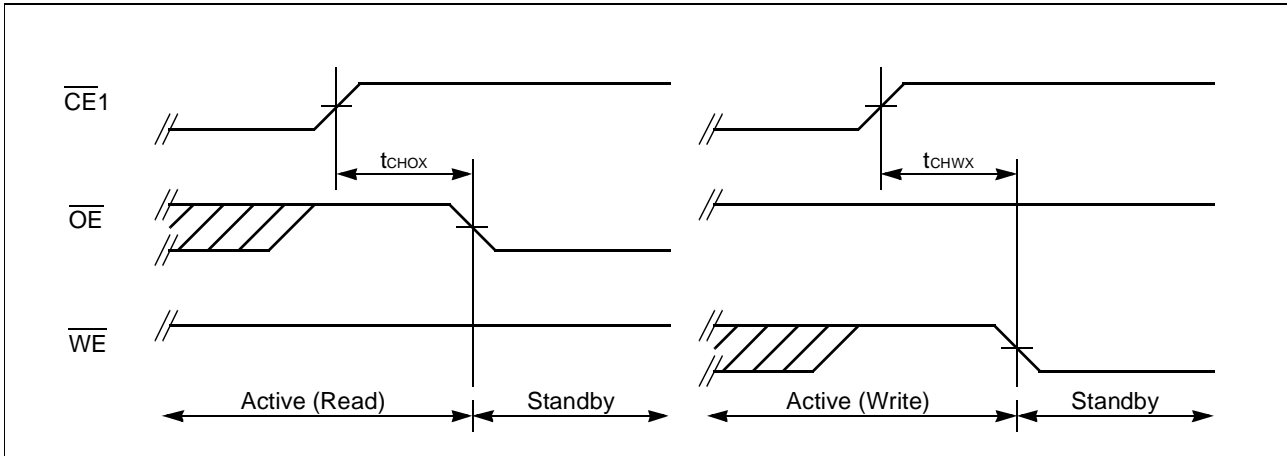 CE1
tCHOX
tCHWX
OE
WE
Active (Read)
Standby
Active (Write)
Standby